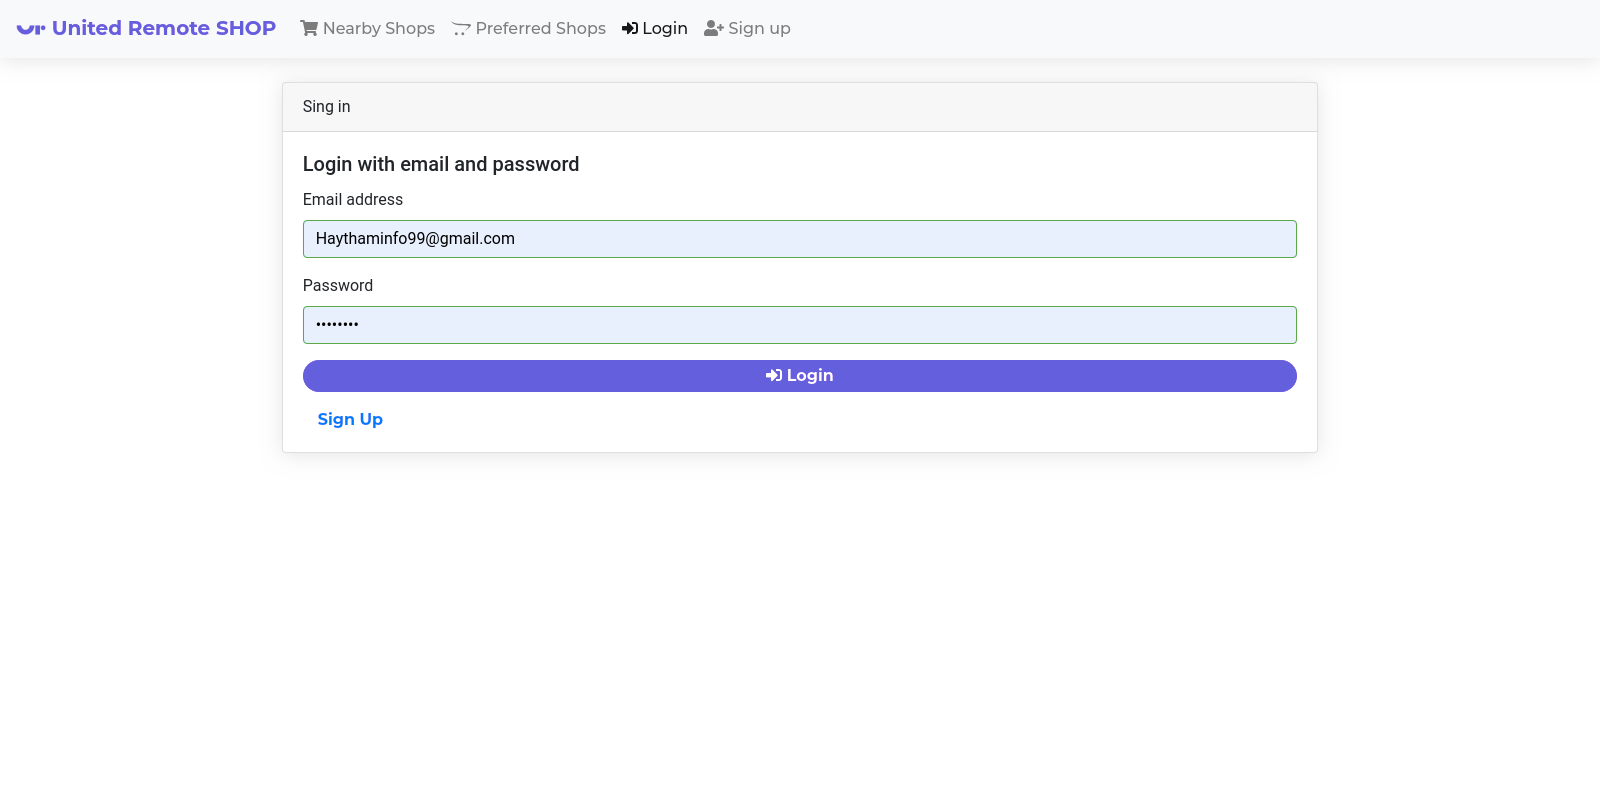 ur United Remote SHOP Nearby Shops Preferred Shops Login Sign up
Sing in
Login with email and password
Email address
Haythaminfo99@gmail.com
Password
••••••••
Login
Sign Up